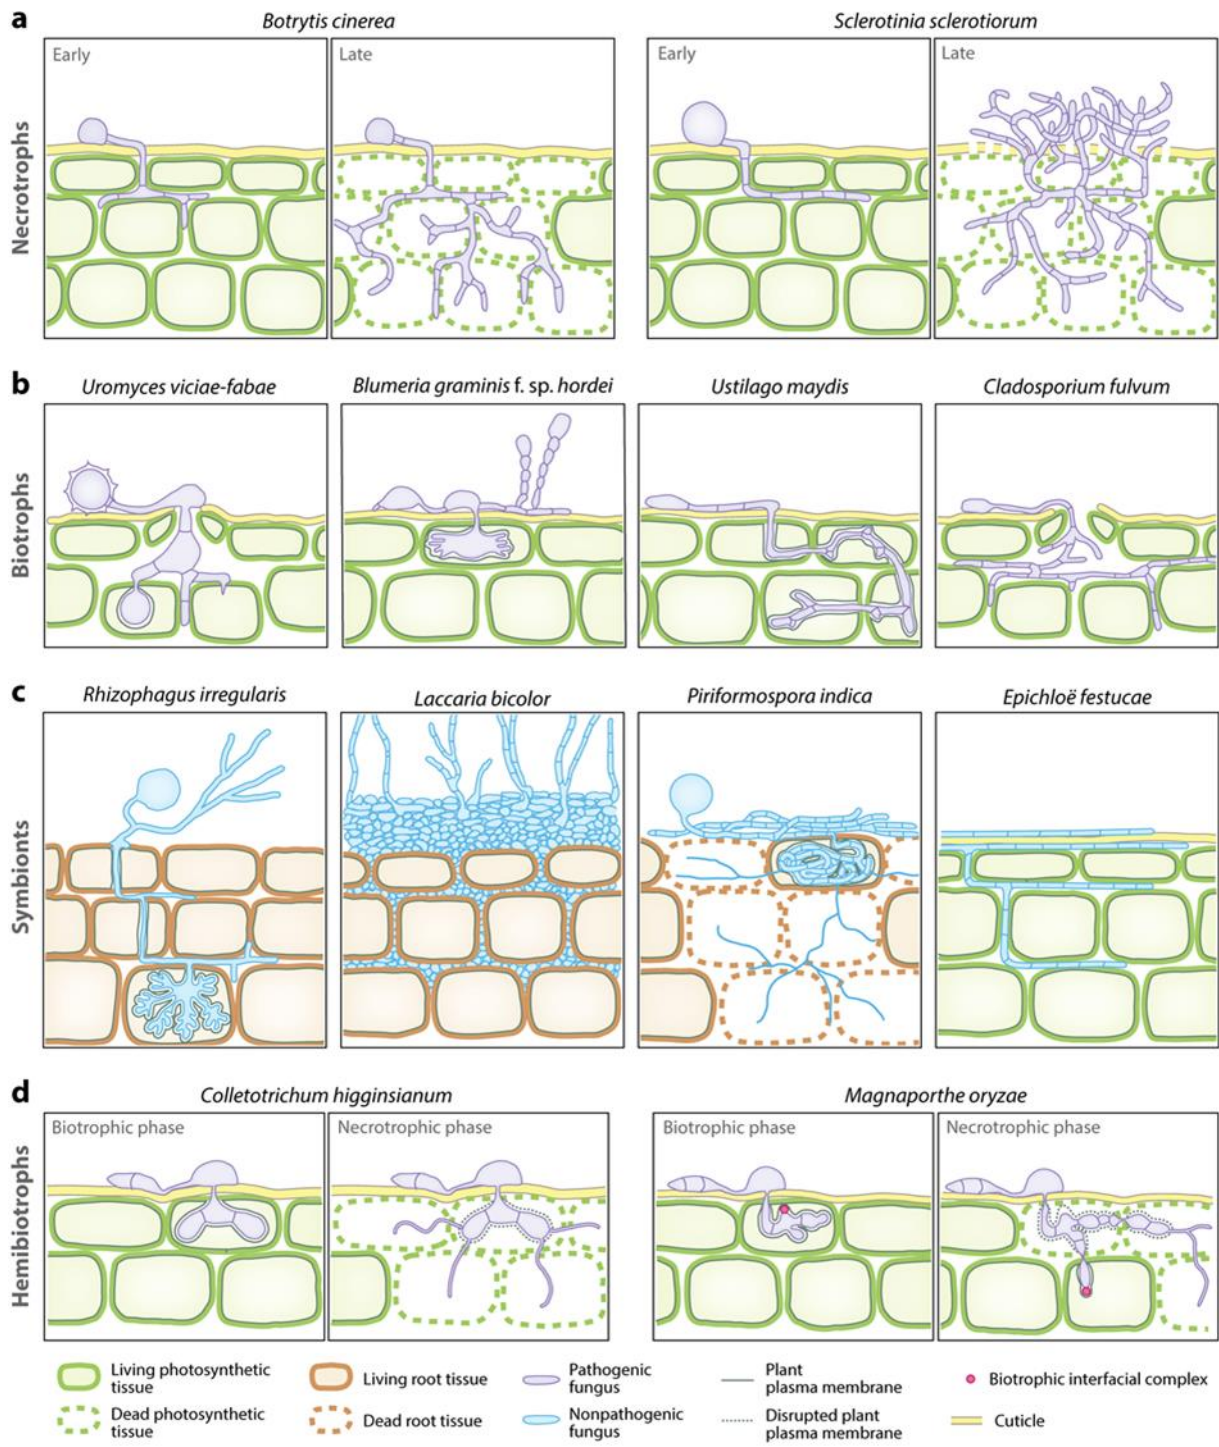 a
Botrytis cinerea
Sclerotinia sclerotiorum
Necrotrophs
Early
Late
Early
Late
b
Uromyces viciae-fabae
Blumeria graminis f. sp. hordei
Ustilago maydis
Cladosporium fulvum
Biotrophs
c
Rhizophagus irregularis
Laccaria bicolor
Piriformospora indica
Epichloë festucae
Symbionts
d
Colletotrichum higginsianum
Magnaporthe oryzae
Hemibiotrophs
Biotrophic phase
Necrotrophic phase
Biotrophic phase
Necrotrophic phase
Living photosynthetic
tissue
Dead photosynthetic
tissue
Living root tissue
Dead root tissue
Pathogenic
fungus
Nonpathogenic
fungus
Plant
plasma membrane
Disrupted plant
plasma membrane
Biotrophic interfacial complex
Cuticle